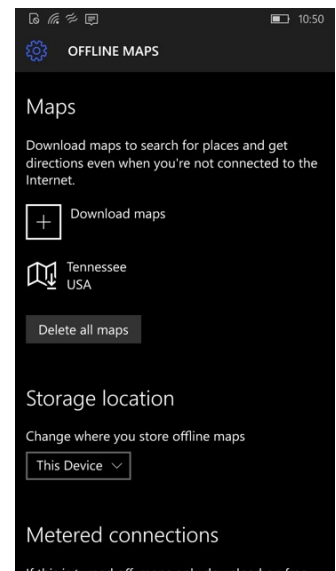 10:50
OFFLINE MAPS
Maps
Download maps to search for places and get
directions even when you're not connected to the
Internet.
Download maps
Tennessee
USA
Delete all maps
Storage location
Change where you store offline maps
This Device
Metered connections